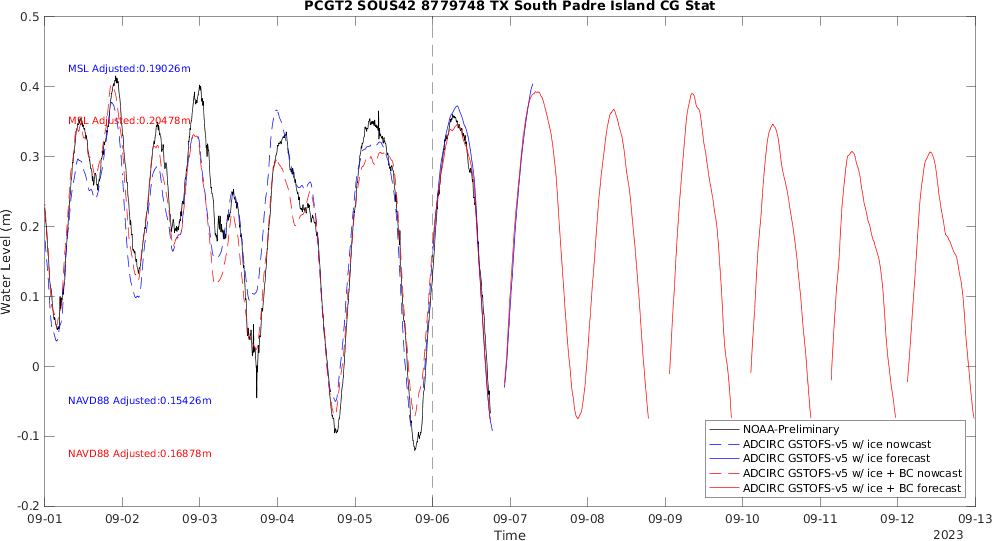 PCGT2 SOUS42 8779748 TX South Padre Island CG Stat
0.5
MSL Adjusted:0.19026m
0.4
MSL Adjusted:0.20478m
0.3
0.2
Water Level (m)
0.1
0
NAVD88 Adjusted:0.15426m
-0.1
NAVD88 Adjusted:0.16878m
NOAA-Preliminary
ADCIRC GSTOFS-v5 w/ ice nowcast
ADCIRC GSTOFS-v5 w/ ice forecast
ADCIRC GSTOFS-v5 w/ ice + BC nowcast
ADCIRC GSTOFS-v5 w/ ice + BC forecast
-0.2
09-01 09-02 09-03 09-04 09-05 09-06 09-07 09-08 09-09 09-10 09-11 09-12 09-13
Time
2023